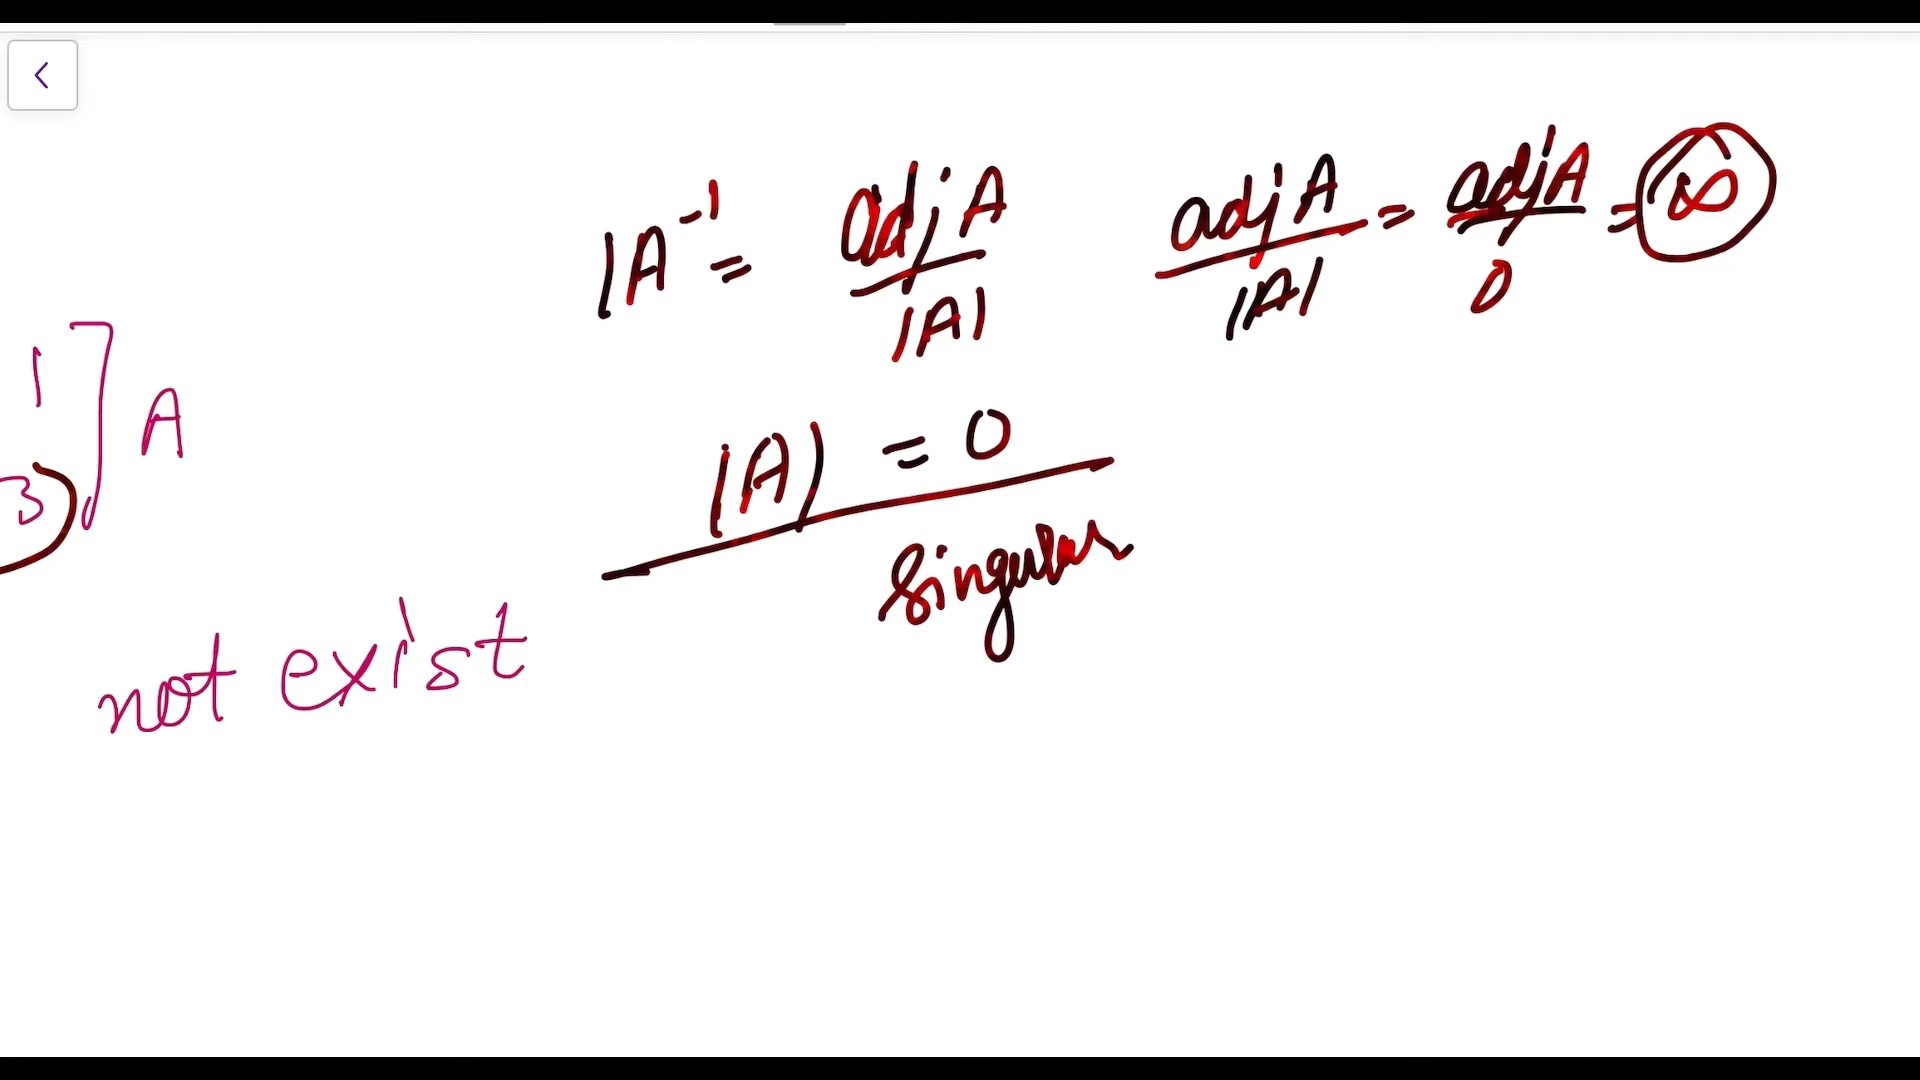 |A⁻¹ = adj A / |A|   adj A / |A| = adj A / 0 = ∞
1 ] A
3
|A| = 0
singular
not exist